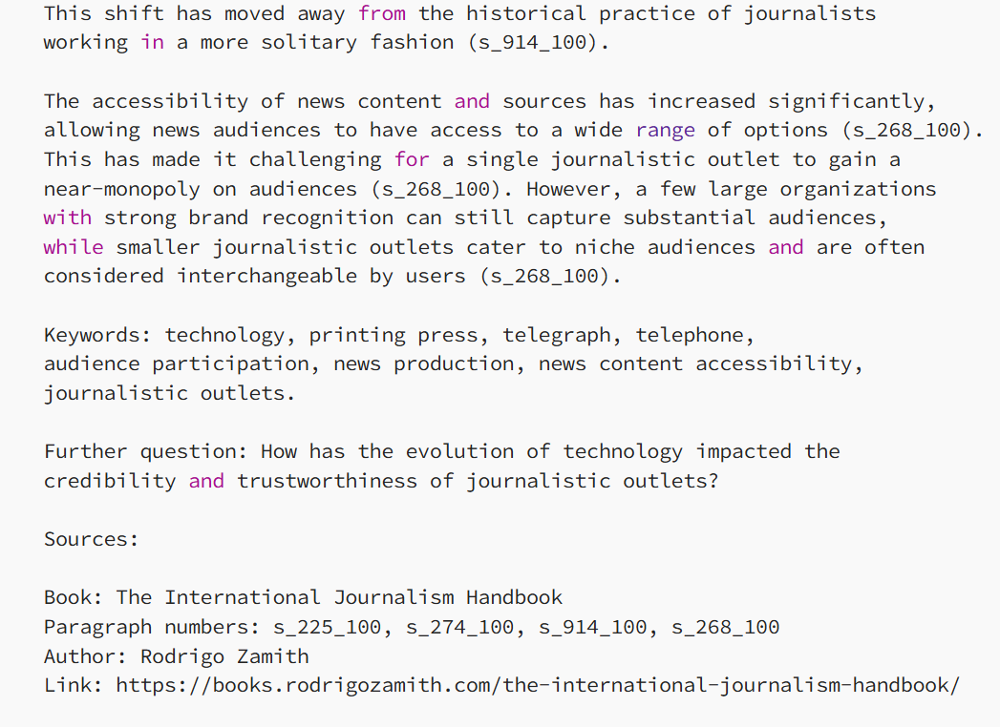 This shift has moved away from the historical practice of journalists
working in a more solitary fashion (s_914_100).
The accessibility of news content and sources has increased significantly,
allowing news audiences to have access to a wide range of options (s_268_100).
This has made it challenging for a single journalistic outlet to gain a
near-monopoly on audiences (s_268_100). However, a few large organizations
with strong brand recognition can still capture substantial audiences,
while smaller journalistic outlets cater to niche audiences and are often
considered interchangeable by users (s_268_100).
Keywords: technology, printing press, telegraph, telephone,
audience participation, news production, news content accessibility,
journalistic outlets.
Further question: How has the evolution of technology impacted the
credibility and trustworthiness of journalistic outlets?
Sources:
Book: The International Journalism Handbook
Paragraph numbers: s_225_100, s_274_100, s_914_100, s_268_100
Author: Rodrigo Zamith
Link: https://books.rodrigozamith.com/the-international-journalism-handbook/